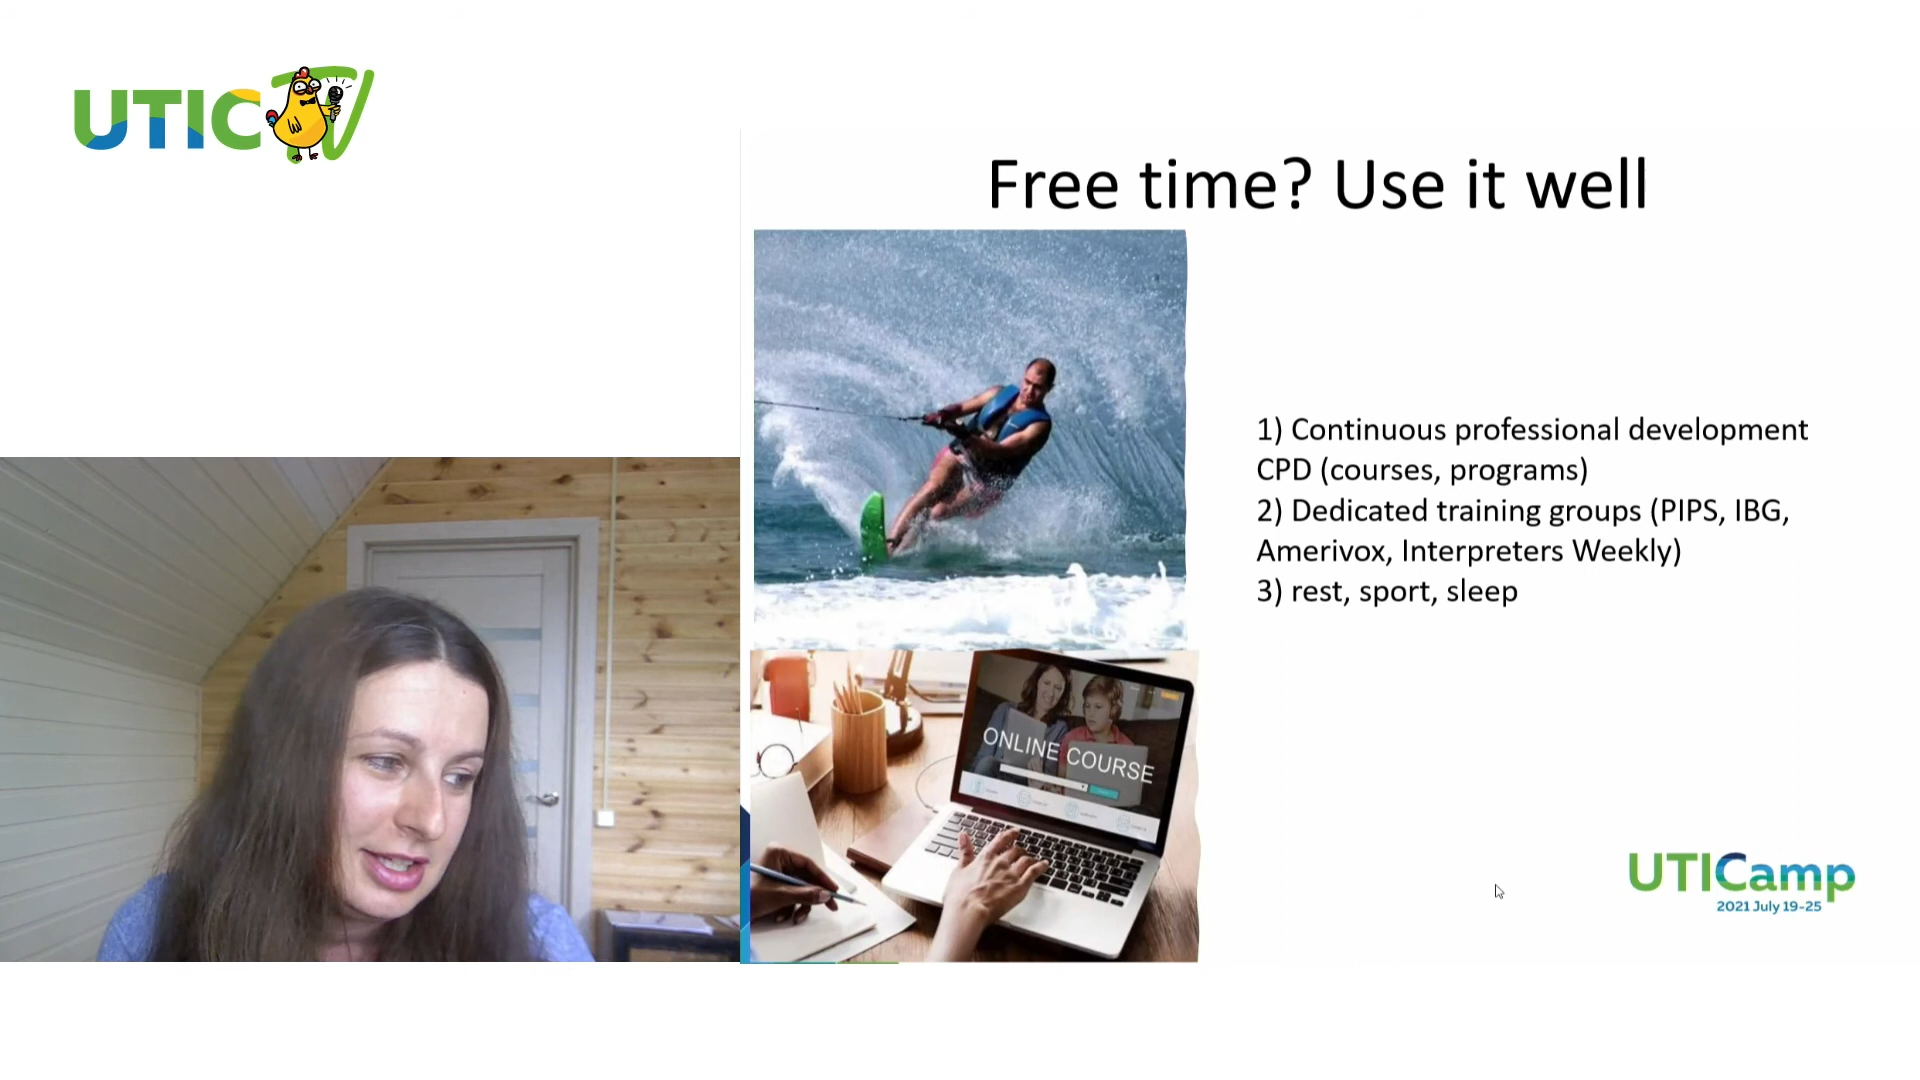 UTIC TV
Free time? Use it well
1) Continuous professional development
CPD (courses, programs)
2) Dedicated training groups (PIPS, IBG,
Amerivox, Interpreters Weekly)
3) rest, sport, sleep
ONLINE COURSE
UTICamp
2021 July 19-25